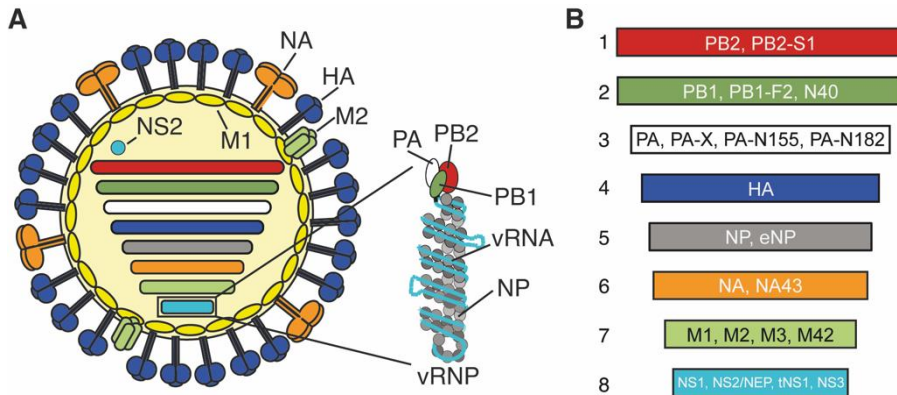 A
NA
HA
M2
NS2
M1
PA
PB2
PB1
vRNA
NP
vRNP
B
1 PB2, PB2-S1
2 PB1, PB1-F2, N40
3 PA, PA-X, PA-N155, PA-N182
4 HA
5 NP, eNP
6 NA, NA43
7 M1, M2, M3, M42
8 NS1, NS2/NEP, tNS1, NS3